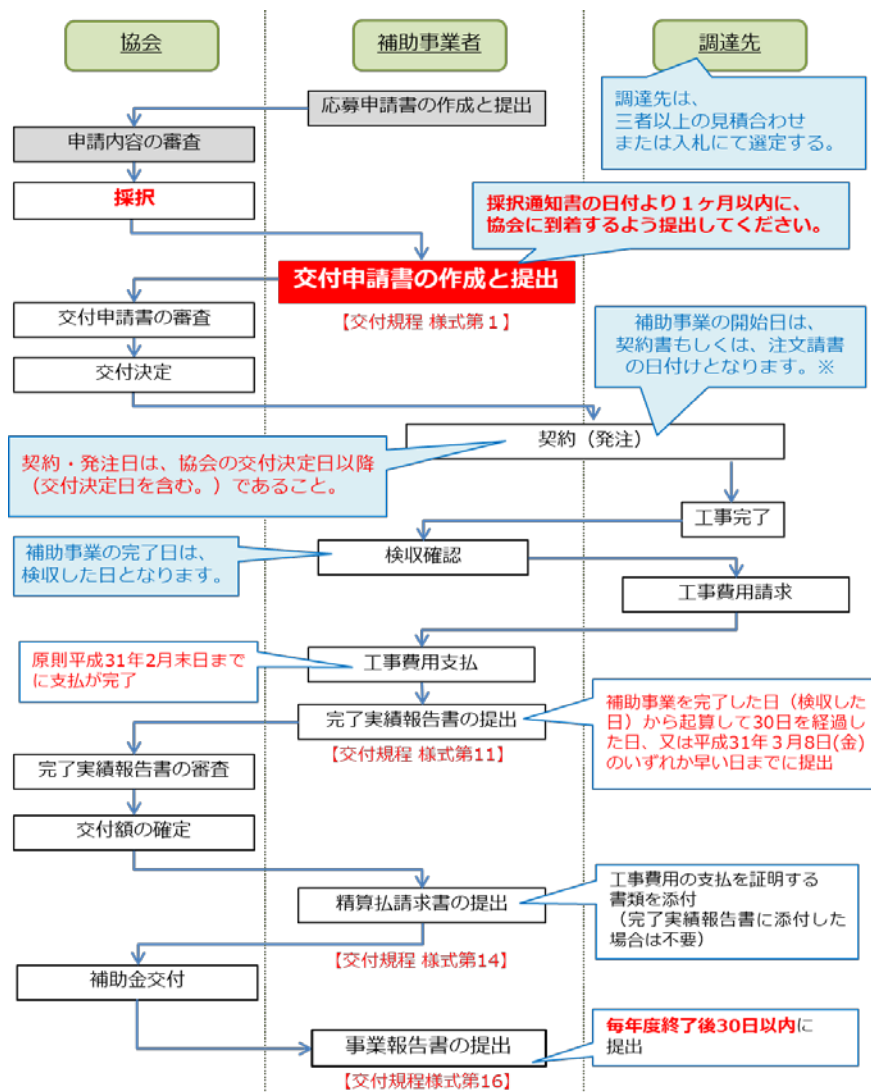 協会
補助事業者
調達先
応募申請書の作成と提出
調達先は、
三者以上の見積合わせ
または入札にて選定する。
申請内容の審査
採択
採択通知書の日付より１ヶ月以内に、
協会に到着するよう提出してください。
交付申請書の作成と提出
【交付規程 様式第１】
交付申請書の審査
補助事業の開始日は、
契約書もしくは、注文請書
の日付けとなります。※
交付決定
契約（発注）
契約・発注日は、協会の交付決定日以降
（交付決定日を含む。）であること。
工事完了
補助事業の完了日は、
検収した日となります。
検収確認
工事費用請求
原則平成31年2月末日まで
に支払が完了
工事費用支払
補助事業を完了した日（検収した
日）から起算して30日を経過し
た日、又は平成31年３月8日(金)
のいずれか早い日までに提出
完了実績報告書の提出
【交付規程 様式第11】
完了実績報告書の審査
交付額の確定
精算払請求書の提出
【交付規程 様式第14】
工事費用の支払を証明する
書類を添付
（完了実績報告書に添付した
場合は不要）
補助金交付
事業報告書の提出
【交付規程様式第16】
毎年度終了後30日以内に
提出